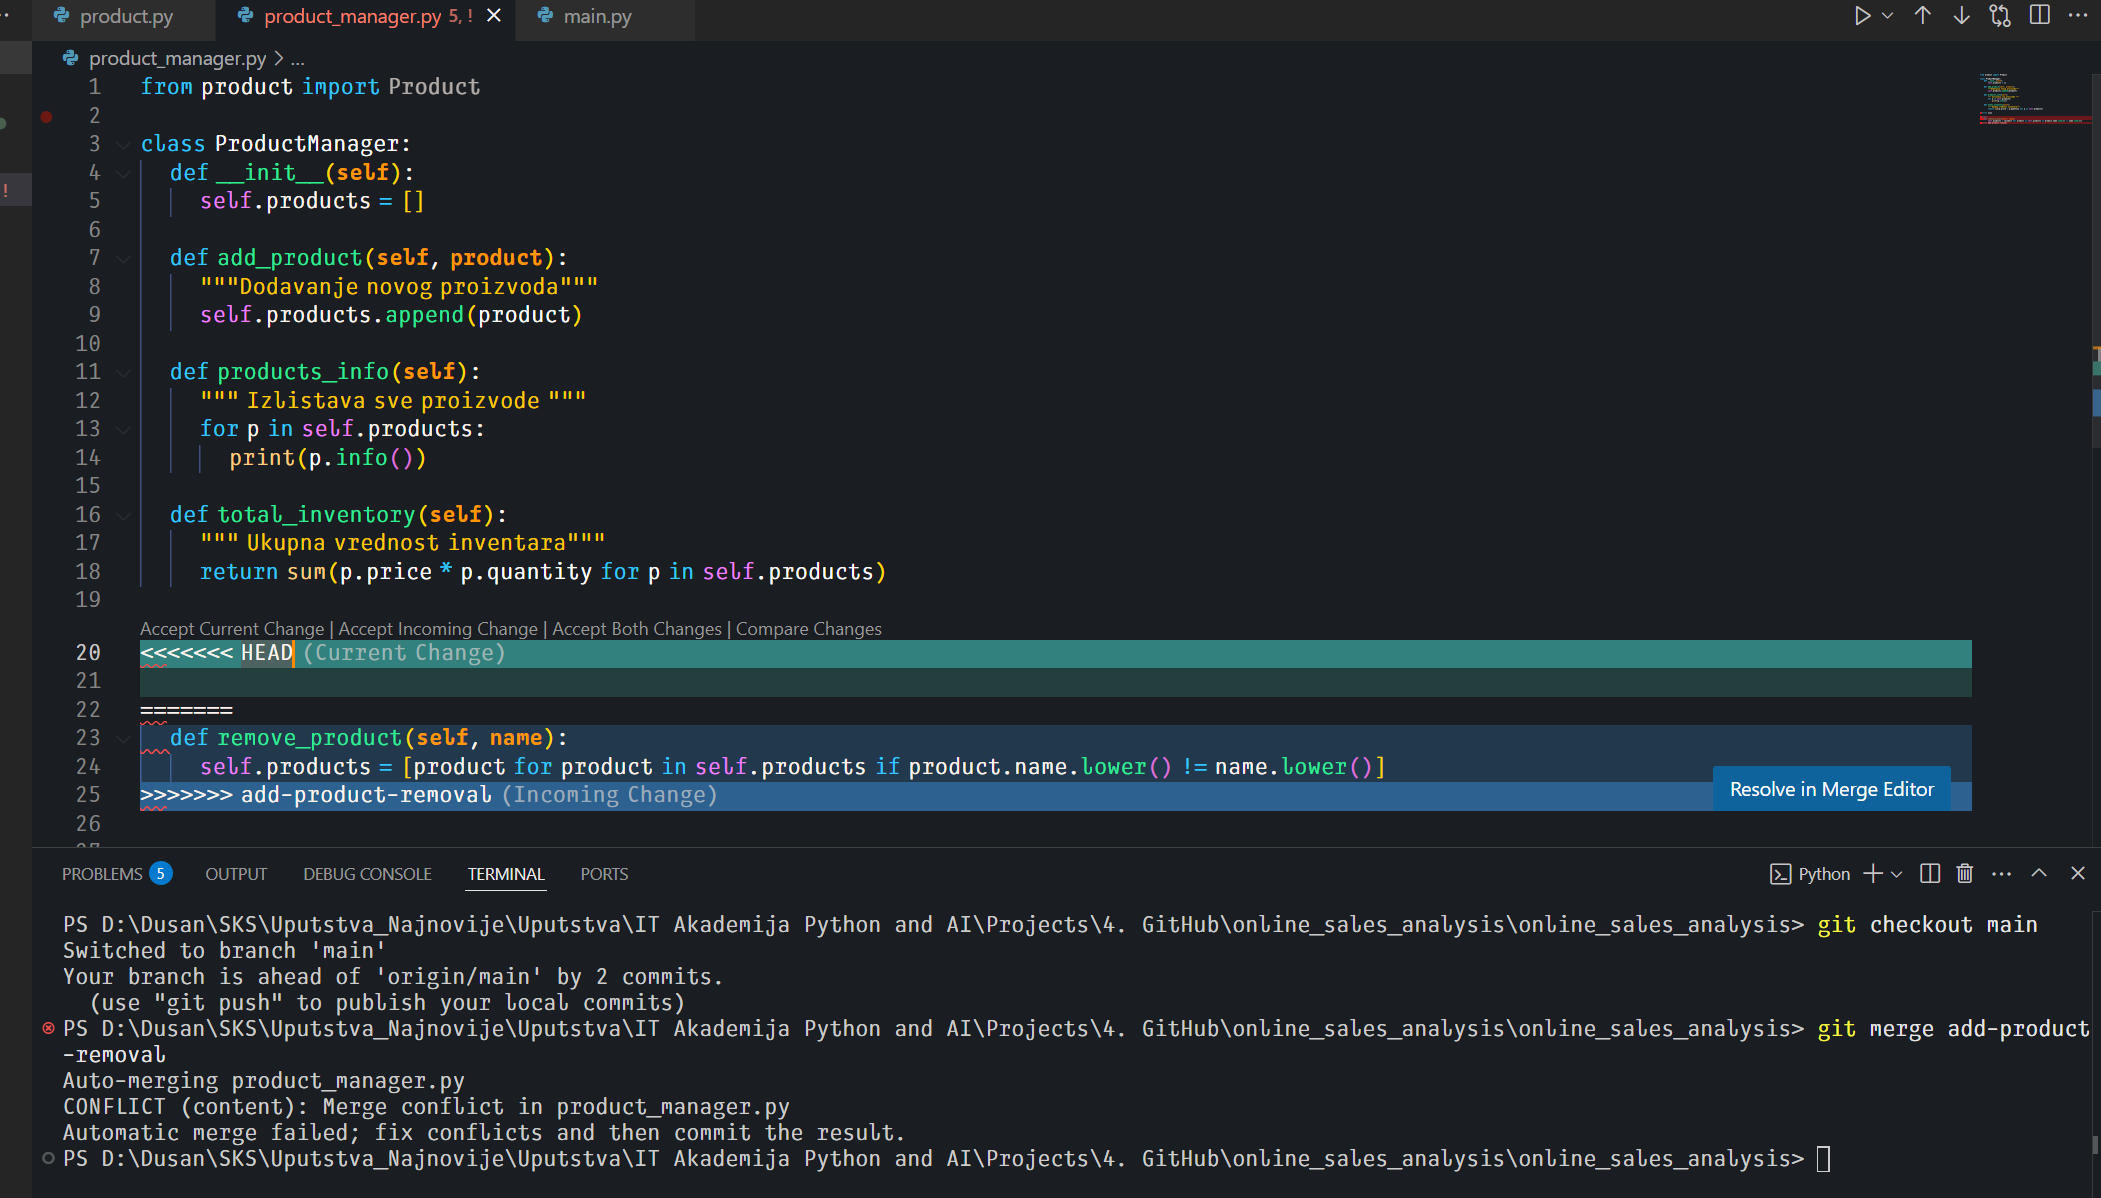 product.py product_manager.py 5, ! main.py
product_manager.py > ...
1 from product import Product
2
3 class ProductManager:
4 def __init__(self):
5 self.products = []
6
7 def add_product(self, product):
8 """Dodavanje novog proizvoda"""
9 self.products.append(product)
10
11 def products_info(self):
12 """ Izlistava sve proizvode """
13 for p in self.products:
14 print(p.info())
15
16 def total_inventory(self):
17 """ Ukupna vrednost inventara"""
18 return sum(p.price * p.quantity for p in self.products)
19
Accept Current Change | Accept Incoming Change | Accept Both Changes | Compare Changes
20 <<<<<<< HEAD (Current Change)
21
22 =======
23 def remove_product(self, name):
24 self.products = [product for product in self.products if product.name.lower() != name.lower()]
25 >>>>>>> add-product-removal (Incoming Change)
Resolve in Merge Editor
26
PROBLEMS 5 OUTPUT DEBUG CONSOLE TERMINAL PORTS Python
PS D:\Dusan\SKS\Uputstva_Najnovije\Uputstva\IT Akademija Python and AI\Projects\4. GitHub\online_sales_analysis\online_sales_analysis> git checkout main
Switched to branch 'main'
Your branch is ahead of 'origin/main' by 2 commits.
(use "git push" to publish your local commits)
PS D:\Dusan\SKS\Uputstva_Najnovije\Uputstva\IT Akademija Python and AI\Projects\4. GitHub\online_sales_analysis\online_sales_analysis> git merge add-product
-removal
Auto-merging product_manager.py
CONFLICT (content): Merge conflict in product_manager.py
Automatic merge failed; fix conflicts and then commit the result.
PS D:\Dusan\SKS\Uputstva_Najnovije\Uputstva\IT Akademija Python and AI\Projects\4. GitHub\online_sales_analysis\online_sales_analysis>